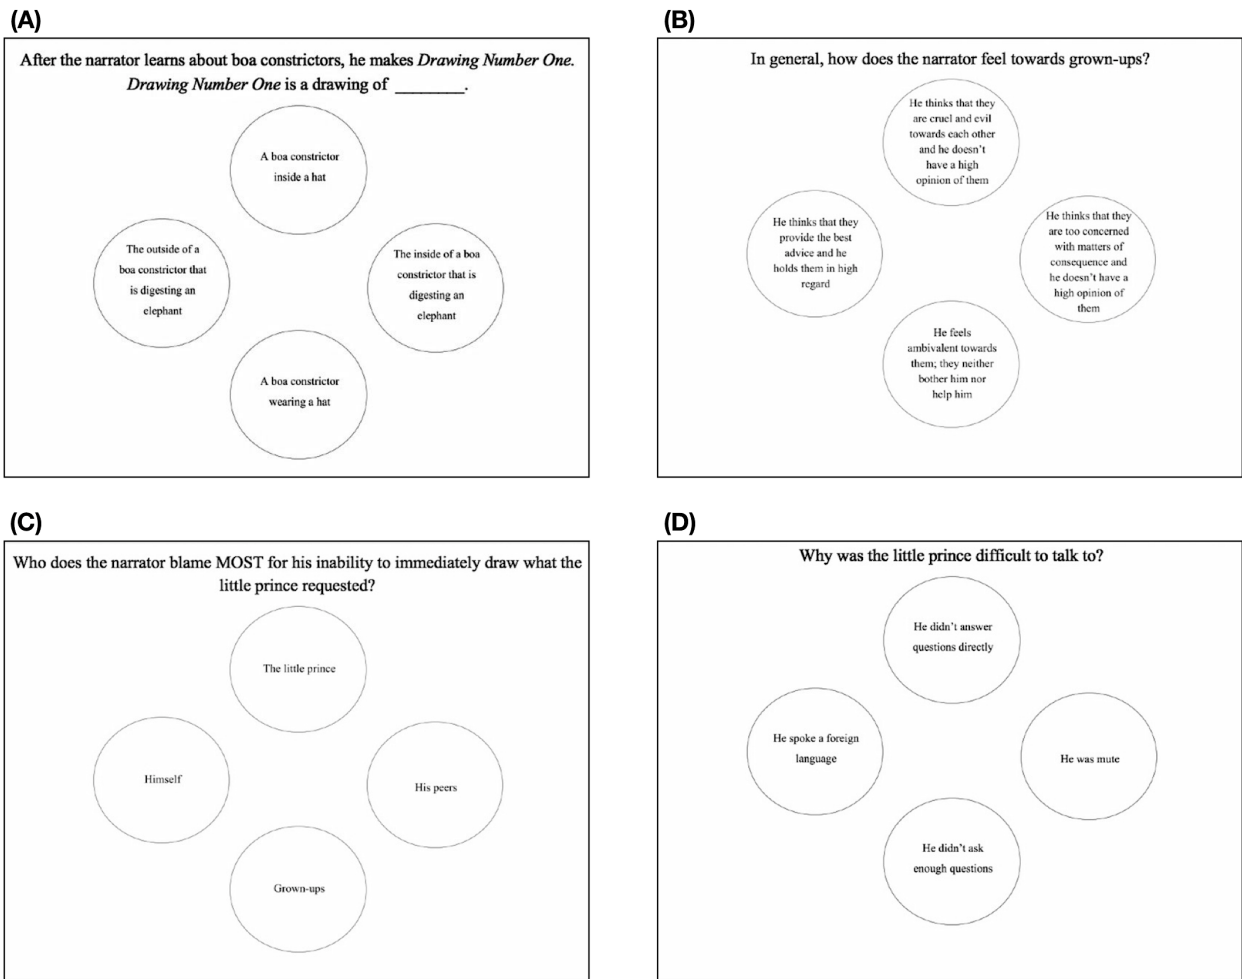 (A)
After the narrator learns about boa constrictors, he makes Drawing Number One.
Drawing Number One is a drawing of ________.
A boa constrictor
inside a hat
The outside of a
boa constrictor that
is digesting an
elephant
The inside of a boa
constrictor that is
digesting an
elephant
A boa constrictor
wearing a hat
(B)
In general, how does the narrator feel towards grown-ups?
He thinks that they
are cruel and evil
towards each other
and he doesn't
have a high
opinion of them
He thinks that they
provide the best
advice and he
holds them in high
regard
He thinks that they
are too concerned
with matters of
consequence and
he doesn't have a
high opinion of
them
He feels
ambivalent towards
them; they neither
bother him nor
help him
(C)
Who does the narrator blame MOST for his inability to immediately draw what the
little prince requested?
The little prince
Himself
His peers
Grown-ups
(D)
Why was the little prince difficult to talk to?
He didn't answer
questions directly
He spoke a foreign
language
He was mute
He didn't ask
enough questions